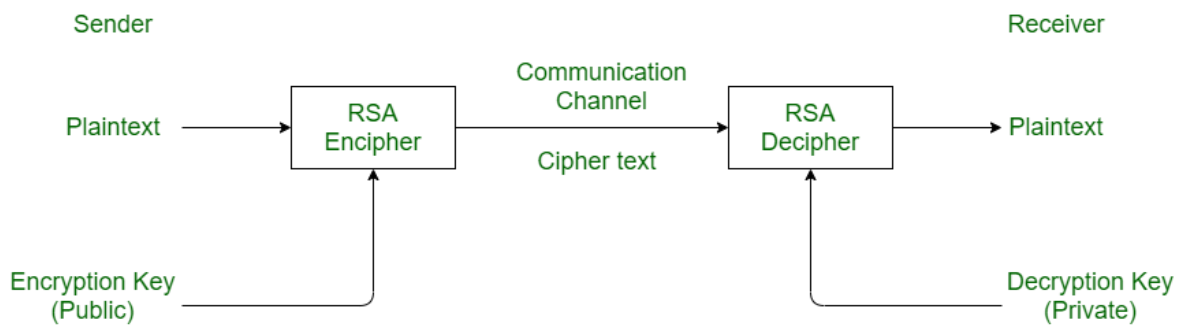 Sender
Receiver
Communication
Channel
Plaintext
RSA
Encipher
RSA
Decipher
Plaintext
Cipher text
Encryption Key
(Public)
Decryption Key
(Private)